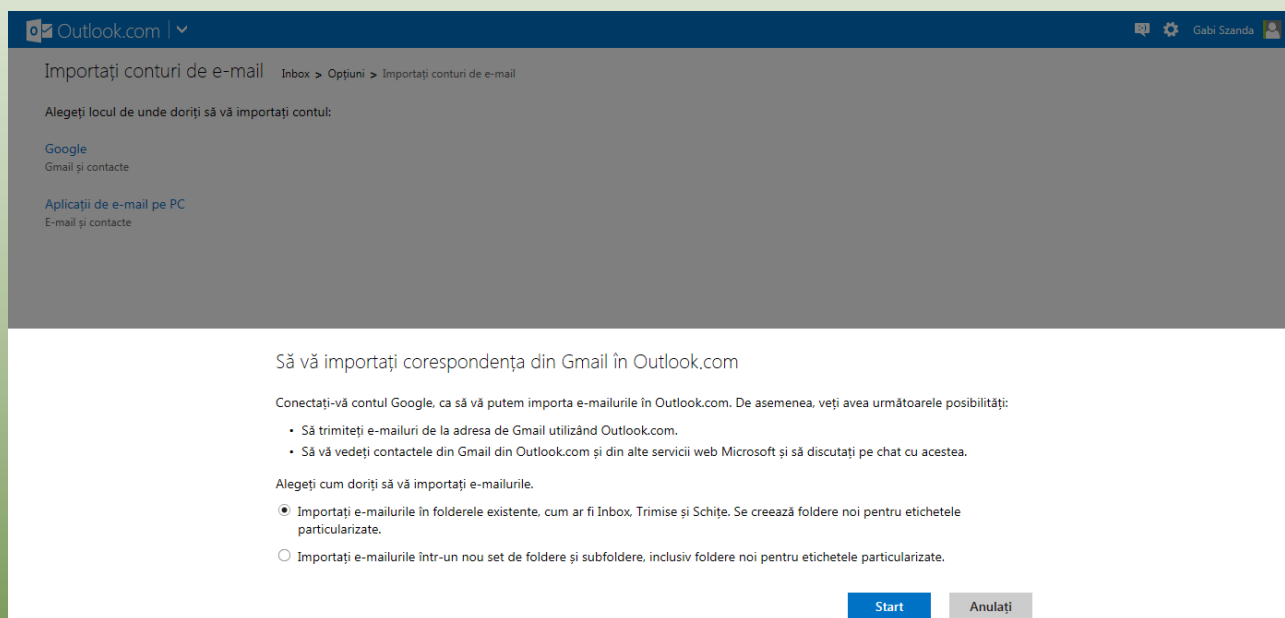 Outlook.com
Gabi Szanda
Importați conturi de e-mail Inbox > Opțiuni > Importați conturi de e-mail
Alegeți locul de unde doriți să vă importați contul:
Google
Gmail și contacte
Aplicații de e-mail pe PC
E-mail și contacte
Să vă importați corespondența din Gmail în Outlook.com
Conectați-vă contul Google, ca să vă putem importa e-mailurile în Outlook.com. De asemenea, veți avea următoarele posibilități:
• Să trimiteți e-mailuri de la adresa de Gmail utilizând Outlook.com.
• Să vă vedeți contactele din Gmail din Outlook.com și din alte servicii web Microsoft și să discutați pe chat cu acestea.
Alegeți cum doriți să vă importați e-mailurile.
Importați e-mailurile în folderele existente, cum ar fi Inbox, Trimise și Schițe. Se creează foldere noi pentru etichetele
particularizate.
Importați e-mailurile într-un nou set de foldere și subfoldere, inclusiv foldere noi pentru etichetele particularizate.
Start Anulați